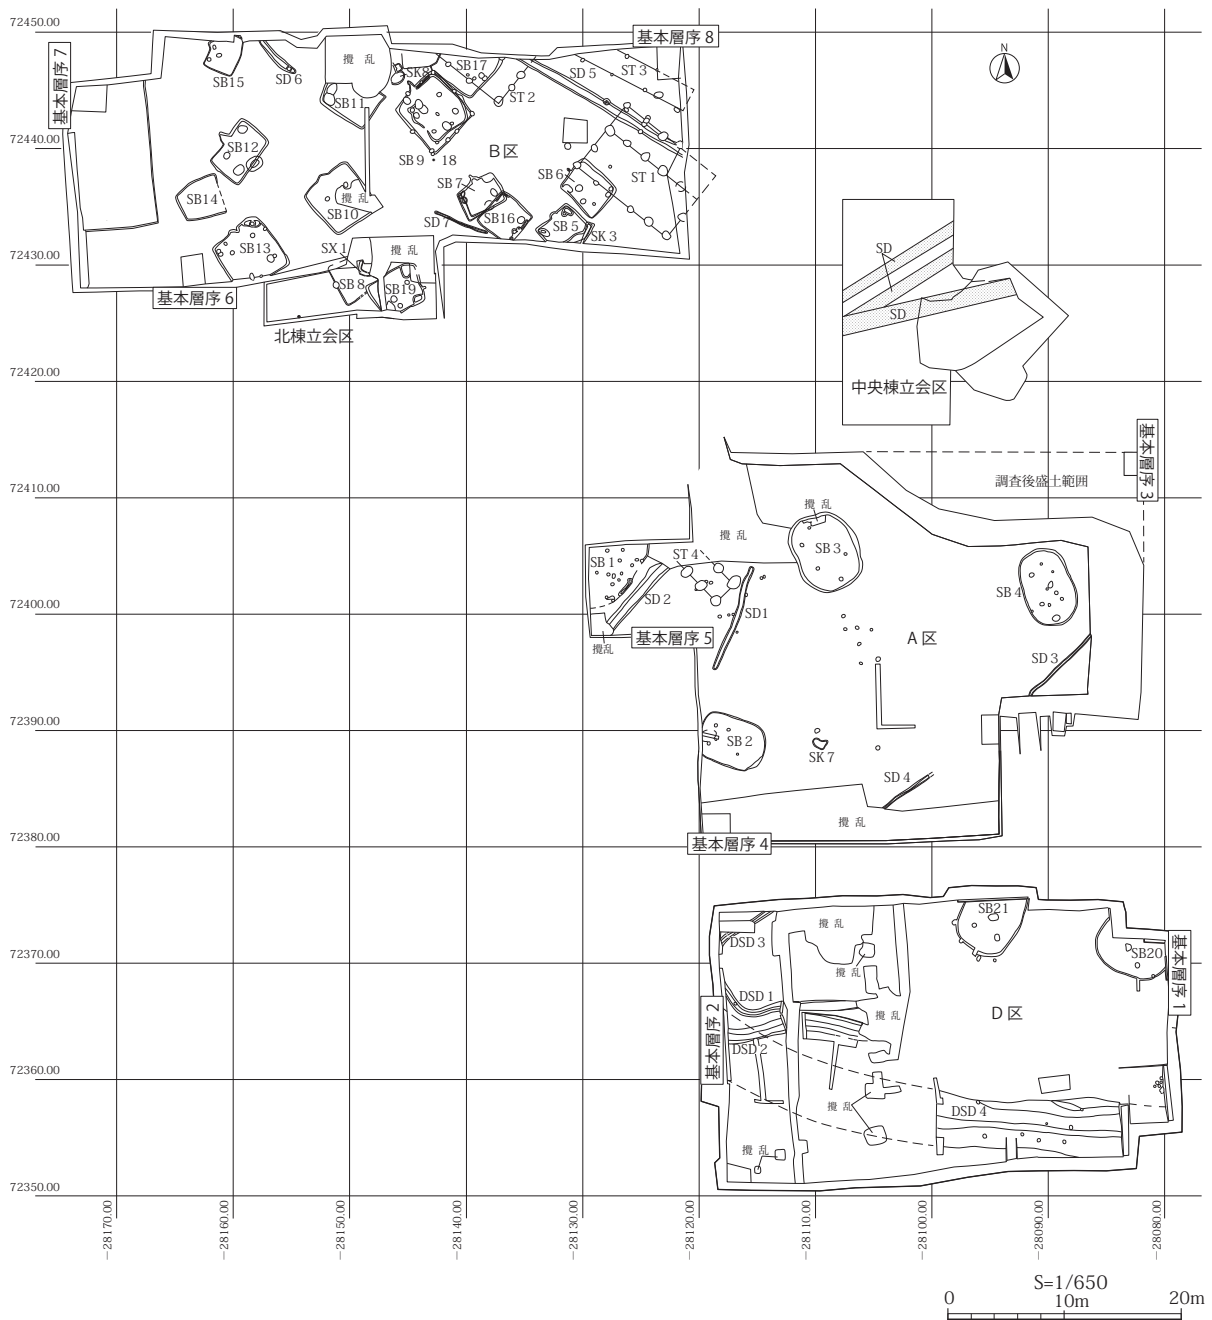 72450.00
72440.00
72430.00
72420.00
72410.00
72400.00
72390.00
72380.00
72370.00
72360.00
72350.00
基本層序 7
基本層序 8
N
SB15
SD 6
攪 乱
SB11
SK8
SB17
ST 2
SD 5
ST 3
SB12
SB9・18
B 区
SB 7
SB 6
ST 1
SB14
攪 乱
SB10
SD 7
SB16
SB 5
SK 3
SB13
SX 1
攪 乱
SB 8
SB19
基本層序 6
北棟立会区
SD
SD
中央棟立会区
基本層序 3
調査後盛土範囲
攪 乱
攪 乱
SB 3
SB 1
ST 4
SD 2
SD1
SB 4
攪乱
基本層序 5
A 区
SD 3
SB 2
SK 7
SD 4
攪 乱
基本層序 4
SB21
SB20
基本層序 1
DSD 3
攪 乱
攪 乱
DSD 1
攪 乱
D 区
基本層序 2
DSD 2
攪 乱
DSD 4
攪 乱
−28170.00
−28160.00
−28150.00
−28140.00
−28130.00
−28120.00
−28110.00
−28100.00
−28090.00
−28080.00
S=1/650
0 10m 20m